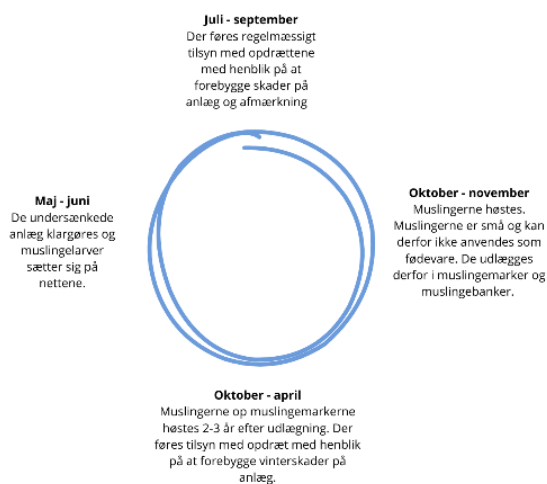 Juli - september
Der føres regelmæssigt
tilsyn med opdrættene
med henblik på at
forebygge skader på
anlæg og afmærkning
Oktober - november
Muslingerne høstes.
Muslingerne er små og kan
derfor ikke anvendes som
fødevare. De udlægges
derfor i muslingemarker og
muslingebanker.
Oktober - april
Muslingerne op muslingemarkerne
høstes 2-3 år efter udlægning. Der
føres tilsyn med opdræt med henblik
på at forebygge vinterskader på
anlæg.
Maj - juni
De undersænkede
anlæg klargøres og
muslingelarver
sætter sig på
nettene.